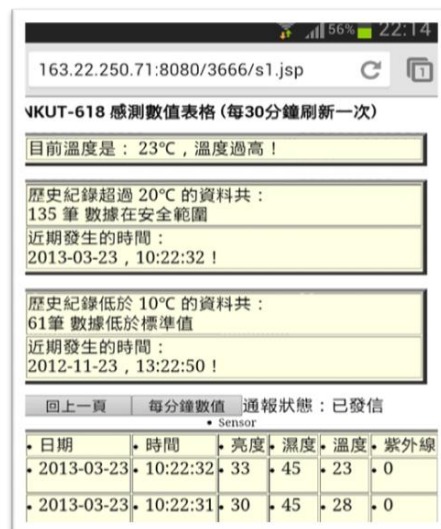 56% 22:14
163.22.250.71:8080/3666/s1.jsp
1
NKUT-618 感測數值表格 (每30分鐘刷新一次)
目前溫度是： 23℃ , 溫度過高！
歷史紀錄超過 20℃ 的資料共：
135 筆 數據在安全範圍
近期發生的時間：
2013-03-23 , 10:22:32！
歷史紀錄低於 10℃ 的資料共：
61筆 數據低於標準值
近期發生的時間：
2012-11-23 , 13:22:50！
回上一頁 每分鐘數值 通報狀態：已發信
• Sensor
• 日期 • 時間 • 亮度 • 濕度 • 溫度 • 紫外線
• 2013-03-23 • 10:22:32 • 33 • 45 • 23 • 0
• 2013-03-23 • 10:22:31 • 30 • 45 • 28 • 0